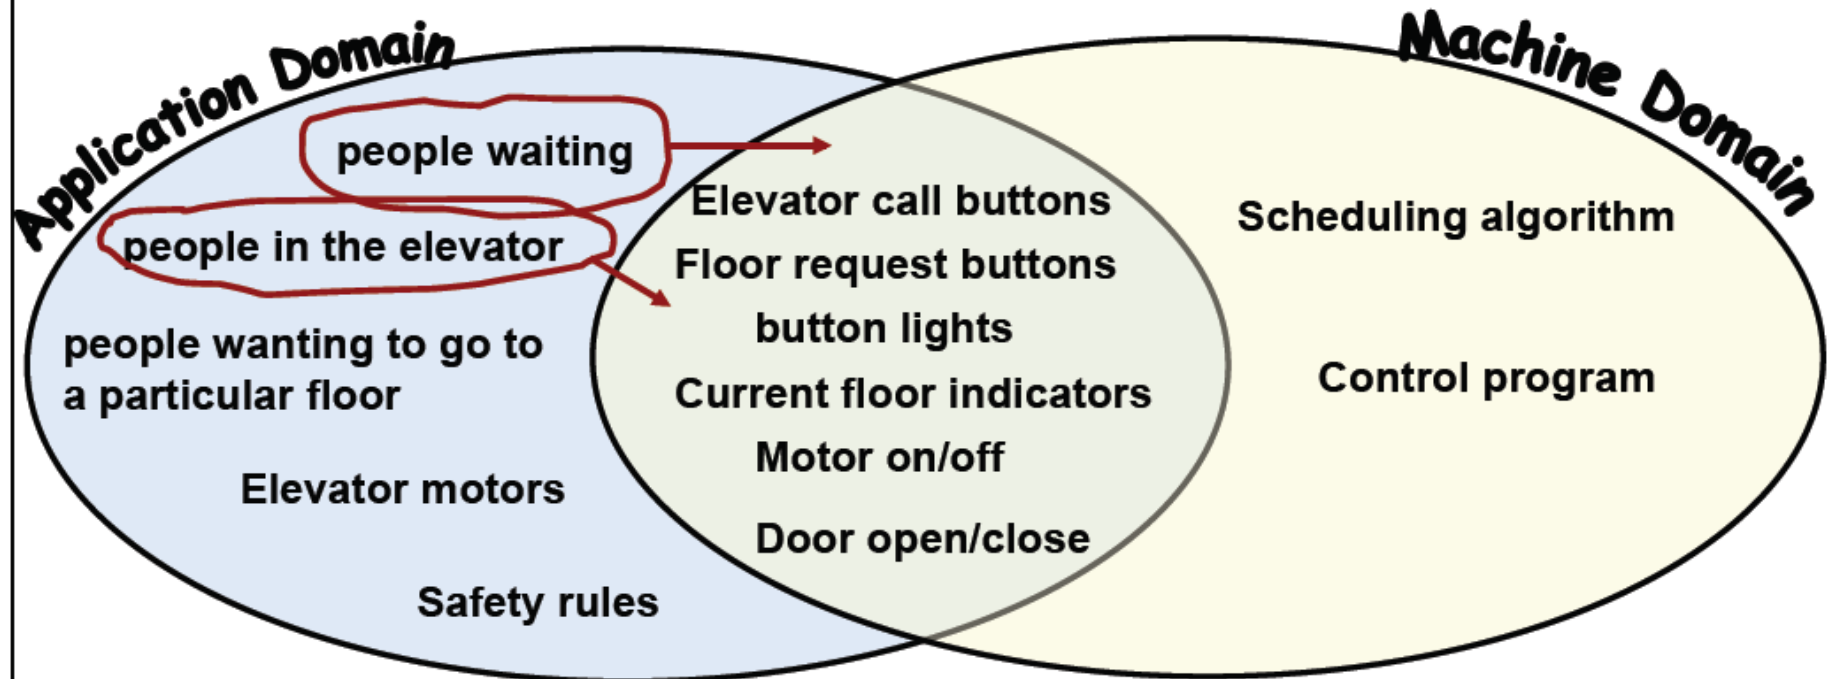 Application Domain
Machine Domain
people waiting
people in the elevator
people wanting to go to
a particular floor
Elevator motors
Safety rules
Elevator call buttons
Floor request buttons
button lights
Current floor indicators
Motor on/off
Door open/close
Scheduling algorithm
Control program